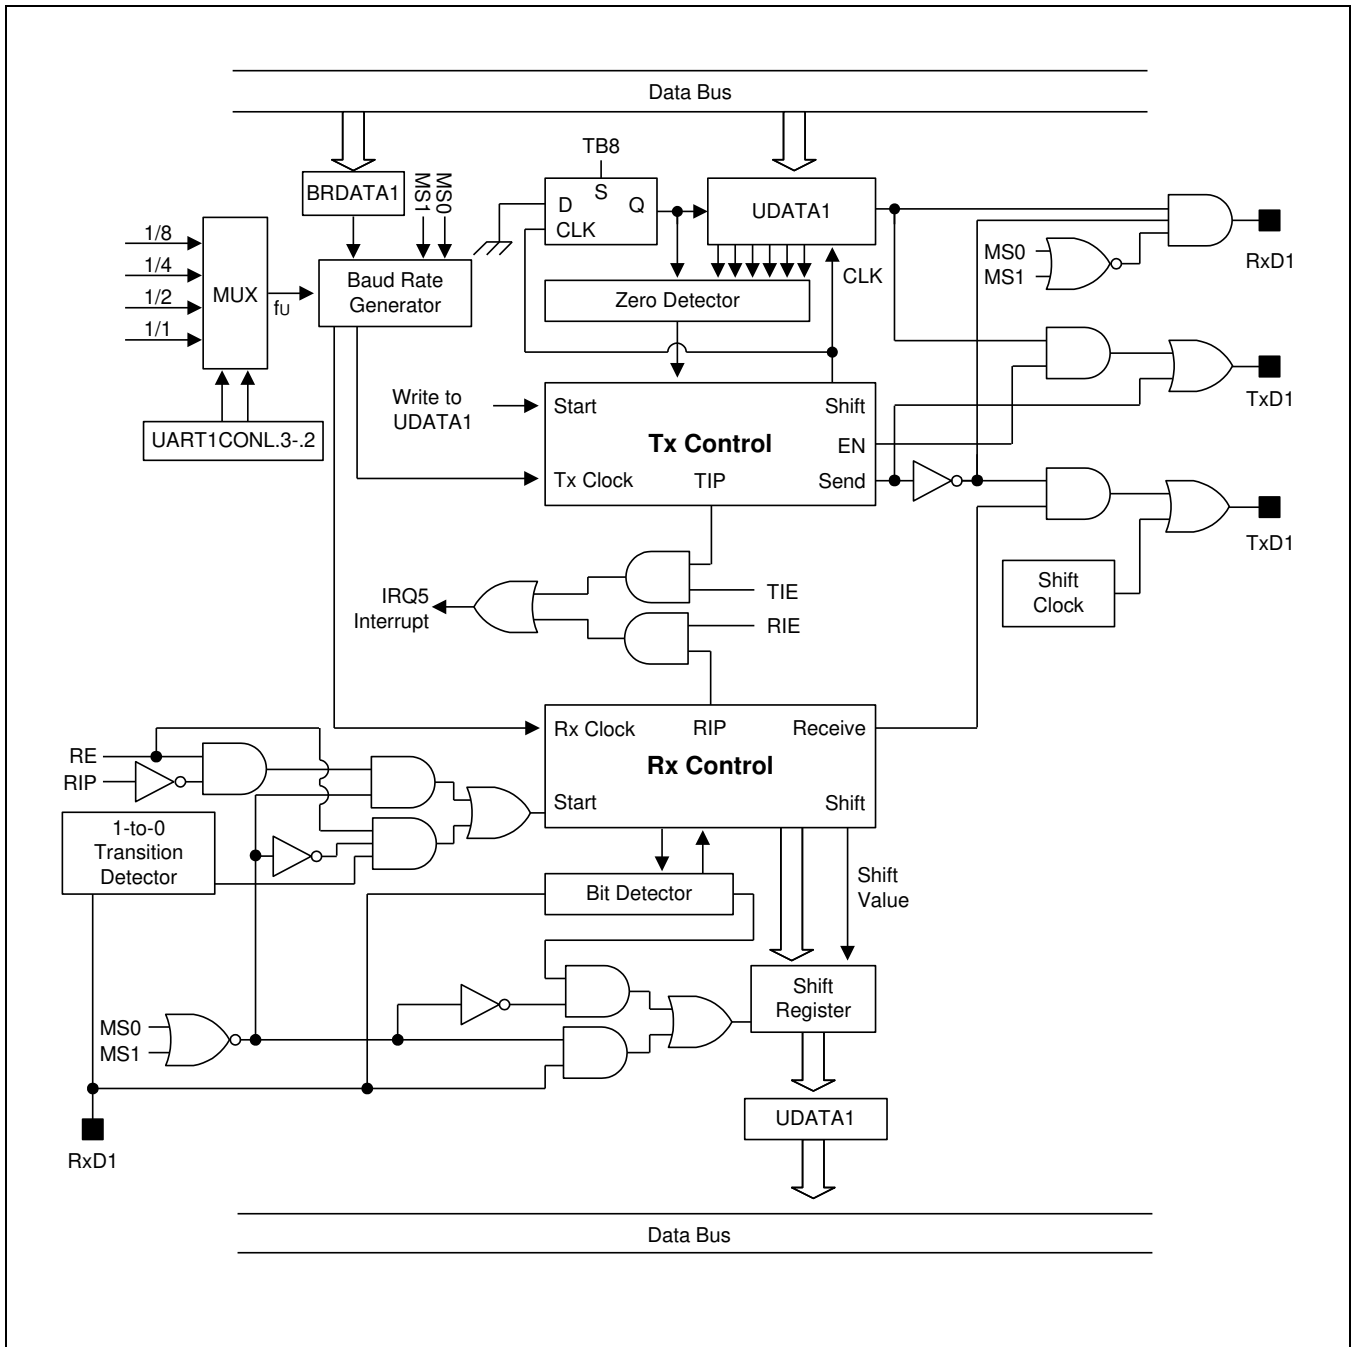 Data Bus
TB8
BRDATA1
MS1
MS0
D
S
Q
CLK
UDATA1
1/8
1/4
1/2
1/1
MUX
fU
Baud Rate
Generator
Zero Detector
CLK
MS0
MS1
RxD1
UART1CONL.3-.2
Write to
UDATA1
Start
Shift
Tx Control
EN
Tx Clock
TIP
Send
TxD1
TxD1
Shift
Clock
IRQ5
Interrupt
TIE
RIE
RE
RIP
Rx Clock
RIP
Receive
Rx Control
Start
Shift
1-to-0
Transition
Detector
Bit Detector
Shift
Value
MS0
MS1
Shift
Register
UDATA1
RxD1
Data Bus